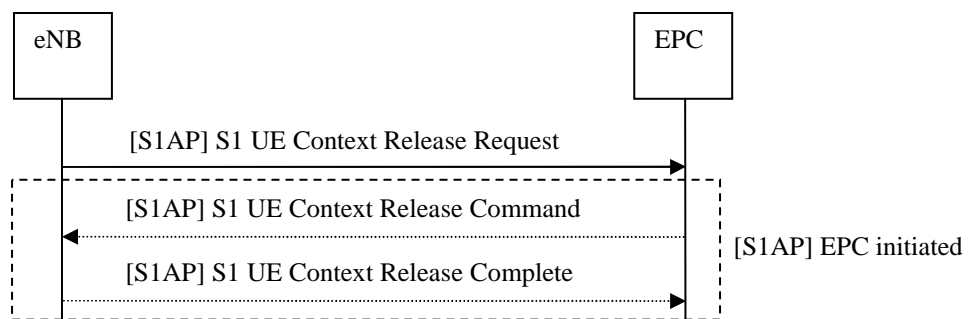 eNB
EPC
[S1AP] S1 UE Context Release Request
[S1AP] S1 UE Context Release Command
[S1AP] EPC initiated
[S1AP] S1 UE Context Release Complete